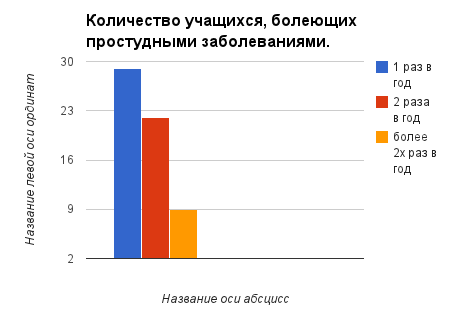 Количество учащихся, болеющих
простудными заболеваниями.
30
23
16
9
2
Название левой оси ординат
Название оси абсцисс
1 раз в
год
2 раза
в год
более
2х раз в
год